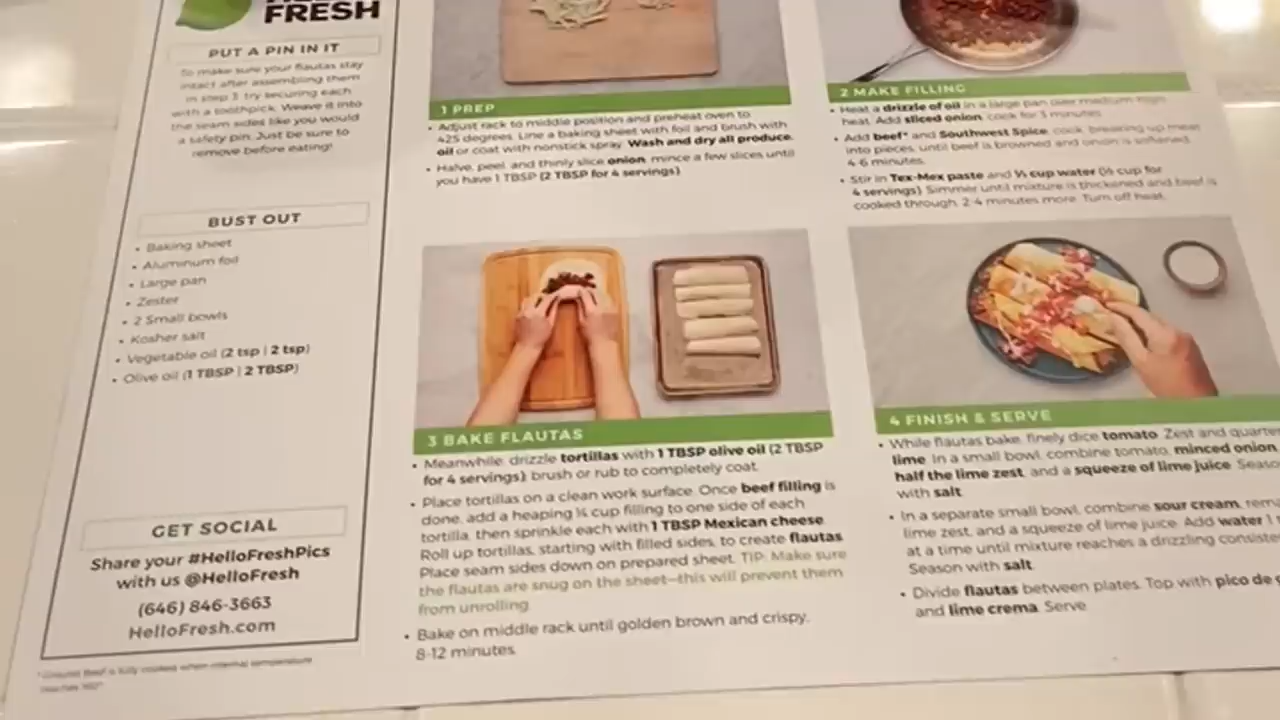 FRESH
PUT A PIN IN IT
To make sure your flautas stay
intact after assembling them
in step 3, try securing each
with a toothpick. Weave it into
the seam sides like you would
a safety pin. Just be sure to
remove before eating!
BUST OUT
• Baking sheet
• Aluminum foil
• Large pan
• Zester
• 2 Small bowls
• Kosher salt
• Vegetable oil (2 tsp | 2 tsp)
• Olive oil (1 TBSP | 2 TBSP)
GET SOCIAL
Share your #HelloFreshPics
with us @HelloFresh
(646) 846-3663
HelloFresh.com
*Ground Beef is fully cooked when internal temperature
reaches 160°.
1 PREP
• Adjust rack to middle position and preheat oven to
425 degrees. Line a baking sheet with foil and brush with
oil or coat with nonstick spray. Wash and dry all produce.
• Halve, peel, and thinly slice onion; mince a few slices until
you have 1 TBSP (2 TBSP for 4 servings).
2 MAKE FILLING
• Heat a drizzle of oil in a large pan over medium-high
heat. Add sliced onion; cook for 3 minutes.
• Add beef* and Southwest Spice; cook, breaking up meat
into pieces, until beef is browned and onion is softened,
4-6 minutes.
• Stir in Tex-Mex paste and ¼ cup water (⅓ cup for
4 servings). Simmer until mixture is thickened and beef is
cooked through, 2-4 minutes more. Turn off heat.
3 BAKE FLAUTAS
• Meanwhile, drizzle tortillas with 1 TBSP olive oil (2 TBSP
for 4 servings); brush or rub to completely coat.
• Place tortillas on a clean work surface. Once beef filling is
done, add a heaping ¼ cup filling to one side of each
tortilla, then sprinkle each with 1 TBSP Mexican cheese.
Roll up tortillas, starting with filled sides, to create flautas.
Place seam sides down on prepared sheet. TIP: Make sure
the flautas are snug on the sheet—this will prevent them
from unrolling.
• Bake on middle rack until golden brown and crispy,
8-12 minutes.
4 FINISH & SERVE
• While flautas bake, finely dice tomato. Zest and quarter
lime. In a small bowl, combine tomato, minced onion,
half the lime zest, and a squeeze of lime juice. Season
with salt.
• In a separate small bowl, combine sour cream, rem
lime zest, and a squeeze of lime juice. Add water 1
at a time until mixture reaches a drizzling consiste
Season with salt.
• Divide flautas between plates. Top with pico de g
and lime crema. Serve.